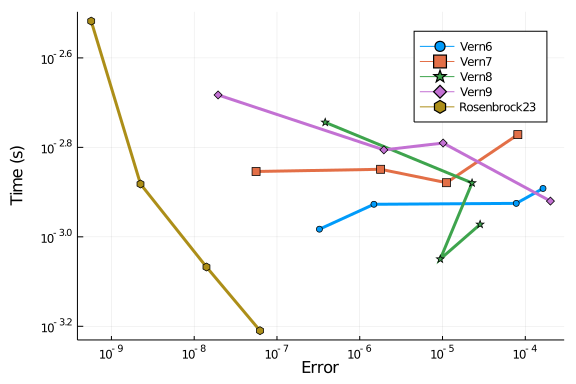 Time (s)
10⁻²·⁶
10⁻²·⁸
10⁻³·⁰
10⁻³·²
Vern6
Vern7
Vern8
Vern9
Rosenbrock23
10⁻⁹
10⁻⁸
10⁻⁷
10⁻⁶
10⁻⁵
10⁻⁴
Error